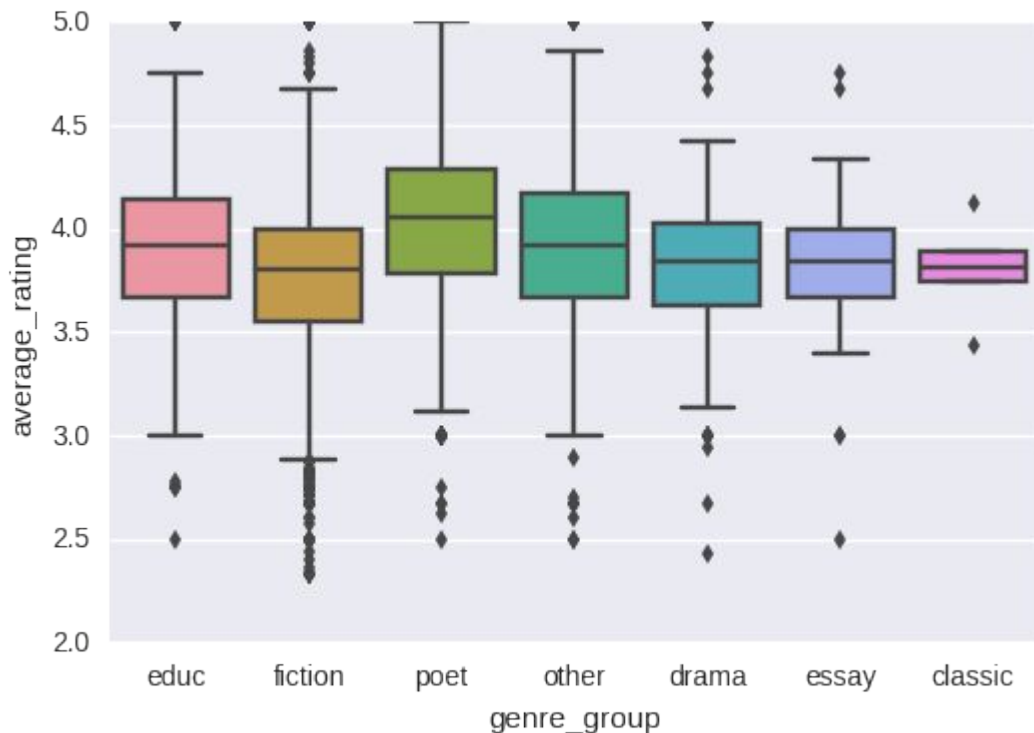 5.0
4.5
4.0
3.5
3.0
2.5
2.0
average_rating
educ fiction poet other drama essay classic
genre_group